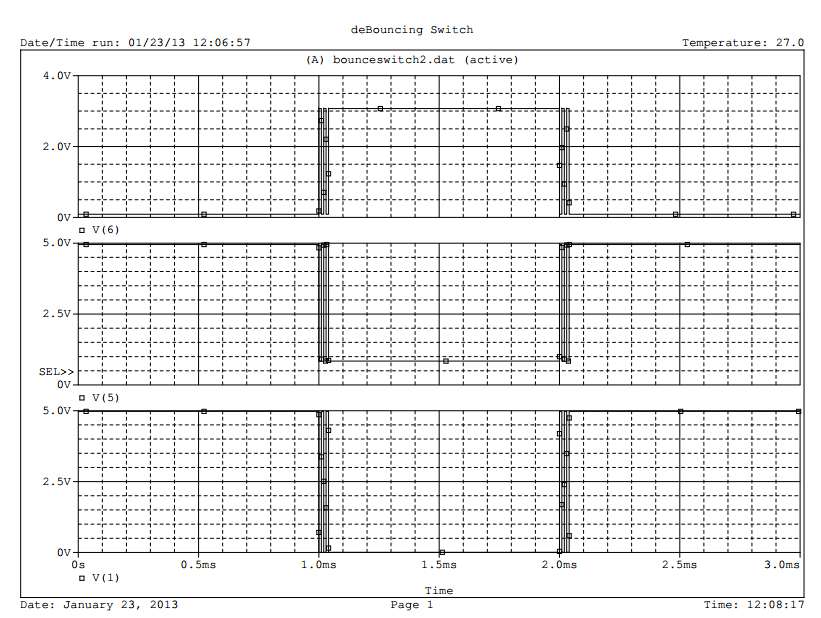 deBouncing Switch
Date/Time run: 01/23/13 12:06:57 Temperature: 27.0
(A) bounceswitch2.dat (active)
4.0V
2.0V
0V
V(6)
5.0V
2.5V
SEL>>
0V
V(5)
5.0V
2.5V
0V
0s 0.5ms 1.0ms 1.5ms 2.0ms 2.5ms 3.0ms
V(1)
Time
Date: January 23, 2013 Page 1 Time: 12:08:17